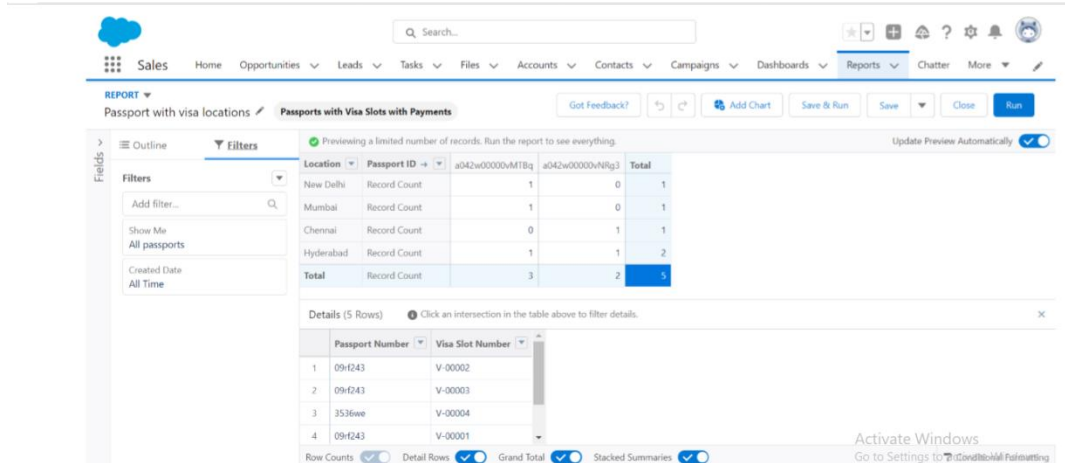 Search...
Sales Home Opportunities Leads Tasks Files Accounts Contacts Campaigns Dashboards Reports Chatter More
REPORT
Passport with visa locations Passports with Visa Slots with Payments Got Feedback? Add Chart Save & Run Save Close Run
Fields
Outline Filters Previewing a limited number of records. Run the report to see everything. Update Preview Automatically
Filters
Add filter...
Show Me
All passports
Created Date
All Time
Location Passport ID a042w00000vMTBq a042w00000vNRg3 Total
New Delhi Record Count 1 0 1
Mumbai Record Count 1 0 1
Chennai Record Count 0 1 1
Hyderabad Record Count 1 1 2
Total Record Count 3 2 5
Details (5 Rows) Click an intersection in the table above to filter details.
Passport Number Visa Slot Number
1 09rf243 V-00002
2 09rf243 V-00003
3 3536we V-00004
4 09rf243 V-00001
Row Counts Detail Rows Grand Total Stacked Summaries Conditional Formatting
Activate Windows
Go to Settings to